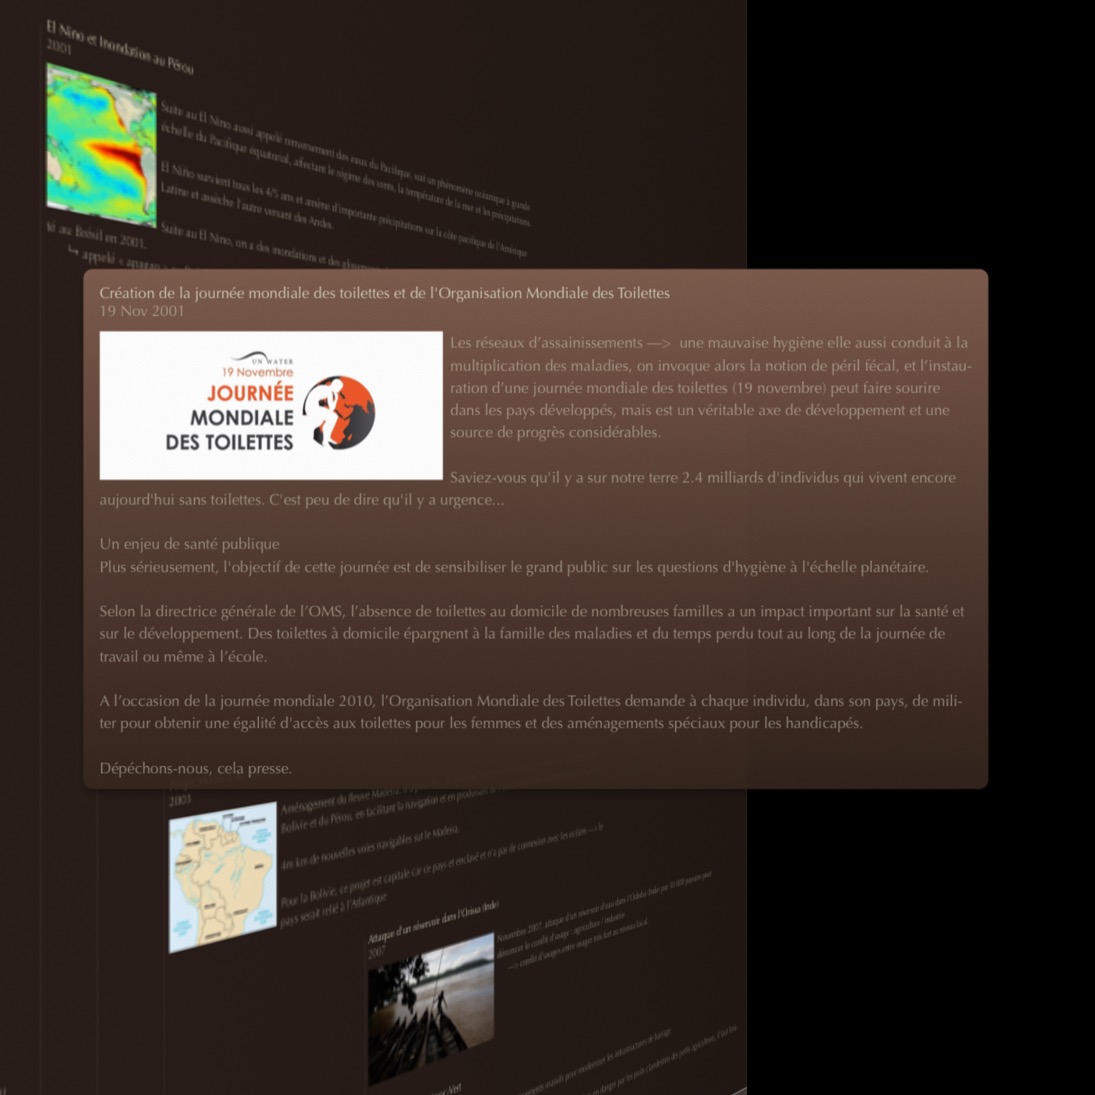 El Nino et Inondation au Pérou
2001
Suite au El Nino aussi appelé renversement des eaux du Pacifique, soit un phénomène océanique à grande
échelle du Pacifique équatorial, affectant le régime des vents, la température de la mer et les précipitations.
El Niño survient tous les 4/5 ans et amène d'importante précipitations sur la côte pacifique de l'Amérique
Latine et assèche l'autre versant des Andes.
Suite au El Nino, on a des inondations et des
au Brésil en 2001.
↳ appelé «
Création de la journée mondiale des toilettes et de l'Organisation Mondiale des Toilettes
19 Nov 2001
UN WATER
19 Novembre
JOURNÉE
MONDIALE
DES TOILETTES
Les réseaux d’assainissements —> une mauvaise hygiène elle aussi conduit à la
multiplication des maladies, on invoque alors la notion de péril fécal, et l’instau-
ration d’une journée mondiale des toilettes (19 novembre) peut faire sourire
dans les pays développés, mais est un véritable axe de développement et une
source de progrès considérables.
Saviez-vous qu'il y a sur notre terre 2.4 milliards d'individus qui vivent encore
aujourd'hui sans toilettes. C'est peu de dire qu'il y a urgence...
Un enjeu de santé publique
Plus sérieusement, l'objectif de cette journée est de sensibiliser le grand public sur les questions d'hygiène à l'échelle planétaire.
Selon la directrice générale de l’OMS, l’absence de toilettes au domicile de nombreuses familles a un impact important sur la santé et
sur le développement. Des toilettes à domicile épargnent à la famille des maladies et du temps perdu tout au long de la journée de
travail ou même à l’école.
A l’occasion de la journée mondiale 2010, l’Organisation Mondiale des Toilettes demande à chaque individu, dans son pays, de mili-
ter pour obtenir une égalité d'accès aux toilettes pour les femmes et des aménagements spéciaux pour les handicapés.
Dépéchons-nous, cela presse.
2003
Aménagement du fleuve Madeira,
Bolivie et du Pérou, en facilitant la navigation et en
4m km de nouvelles voies navigables sur le Madeira.
Pour la Bolivie, ce projet est capitale car ce pays et enclavé et n'a pas de connexion avec les océans —> le
pays serait relié à l'Atlantique
Attaque d'un réservoir dans l'Orissa (Inde)
2007
Novembre 2007, attaque d'un réservoir d'eau dans l'Odisha (Inde) par 30 000 paysans pour
dénoncer le conflit d'usage : agriculture / industrie
—> conflit d'usages entre usager très fort au niveau local.